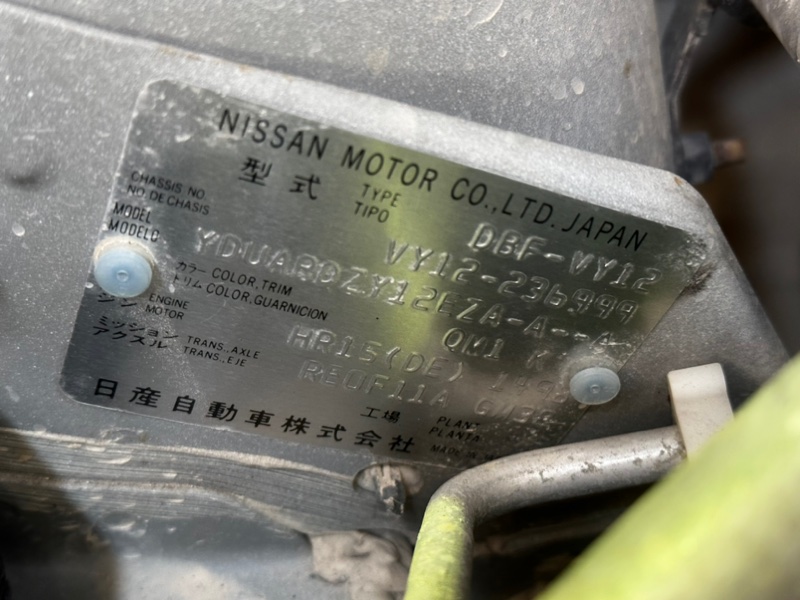 NISSAN MOTOR CO., LTD. JAPAN
型式 TYPE TIPO DBF-VY12
CHASSIS NO. NO. DE CHASIS VY12-236999
MODEL MODELO
カラー トリム COLOR, TRIM COLOR, GUARNICION QM1 K
ジン ENGINE MOTOR HR15(DE)
ミッション アクスル TRANS., AXLE TRANS., EJE RE0F11A
工場 PLANT PLANTA
日産自動車株式会社 MADE IN